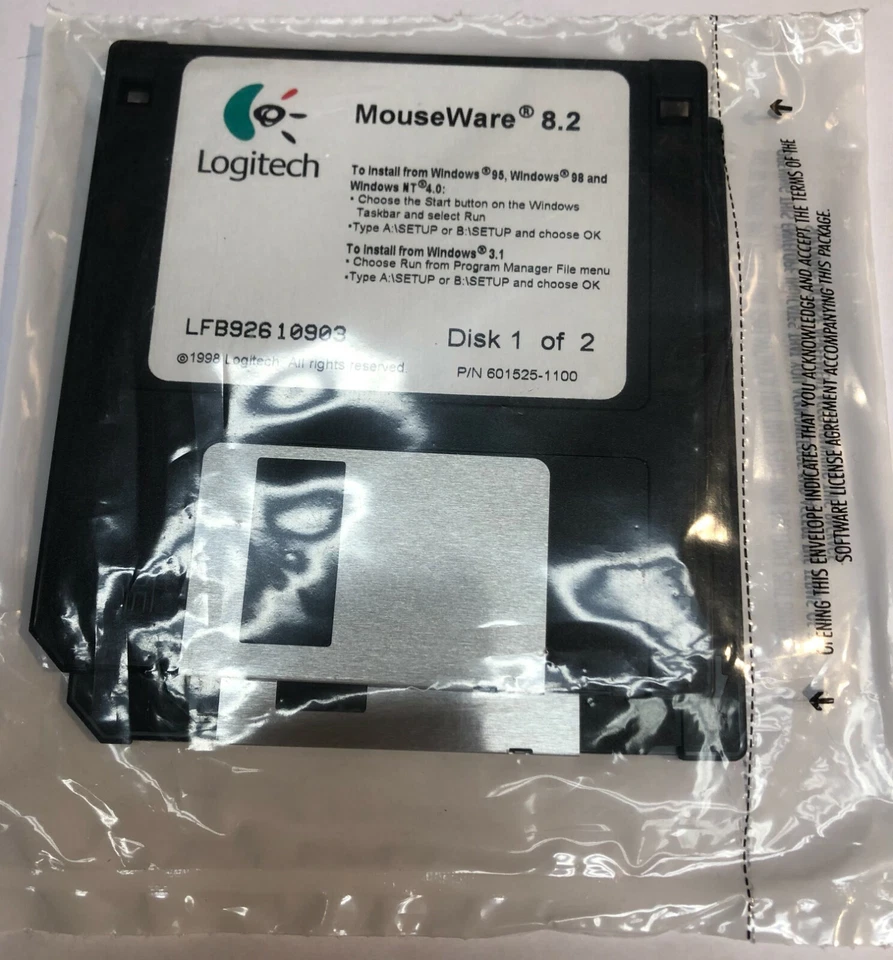 Logitech
MouseWare® 8.2
To Install from Windows®95, Windows®98 and
Windows NT®4.0:
• Choose the Start button on the Windows
Taskbar and select Run
•Type A:\SETUP or B:\SETUP and choose OK
To Install from Windows® 3.1
• Choose Run from Program Manager File menu
•Type A:\SETUP or B:\SETUP and choose OK
LFB92610903
Disk 1 of 2
©1998 Logitech. All rights reserved
P/N 601525-1100
OPENING THIS ENVELOPE INDICATES THAT YOU ACKNOWLEDGE AND ACCEPT THE TERMS OF THE
SOFTWARE LICENSE AGREEMENT ACCOMPANYING THIS PACKAGE.